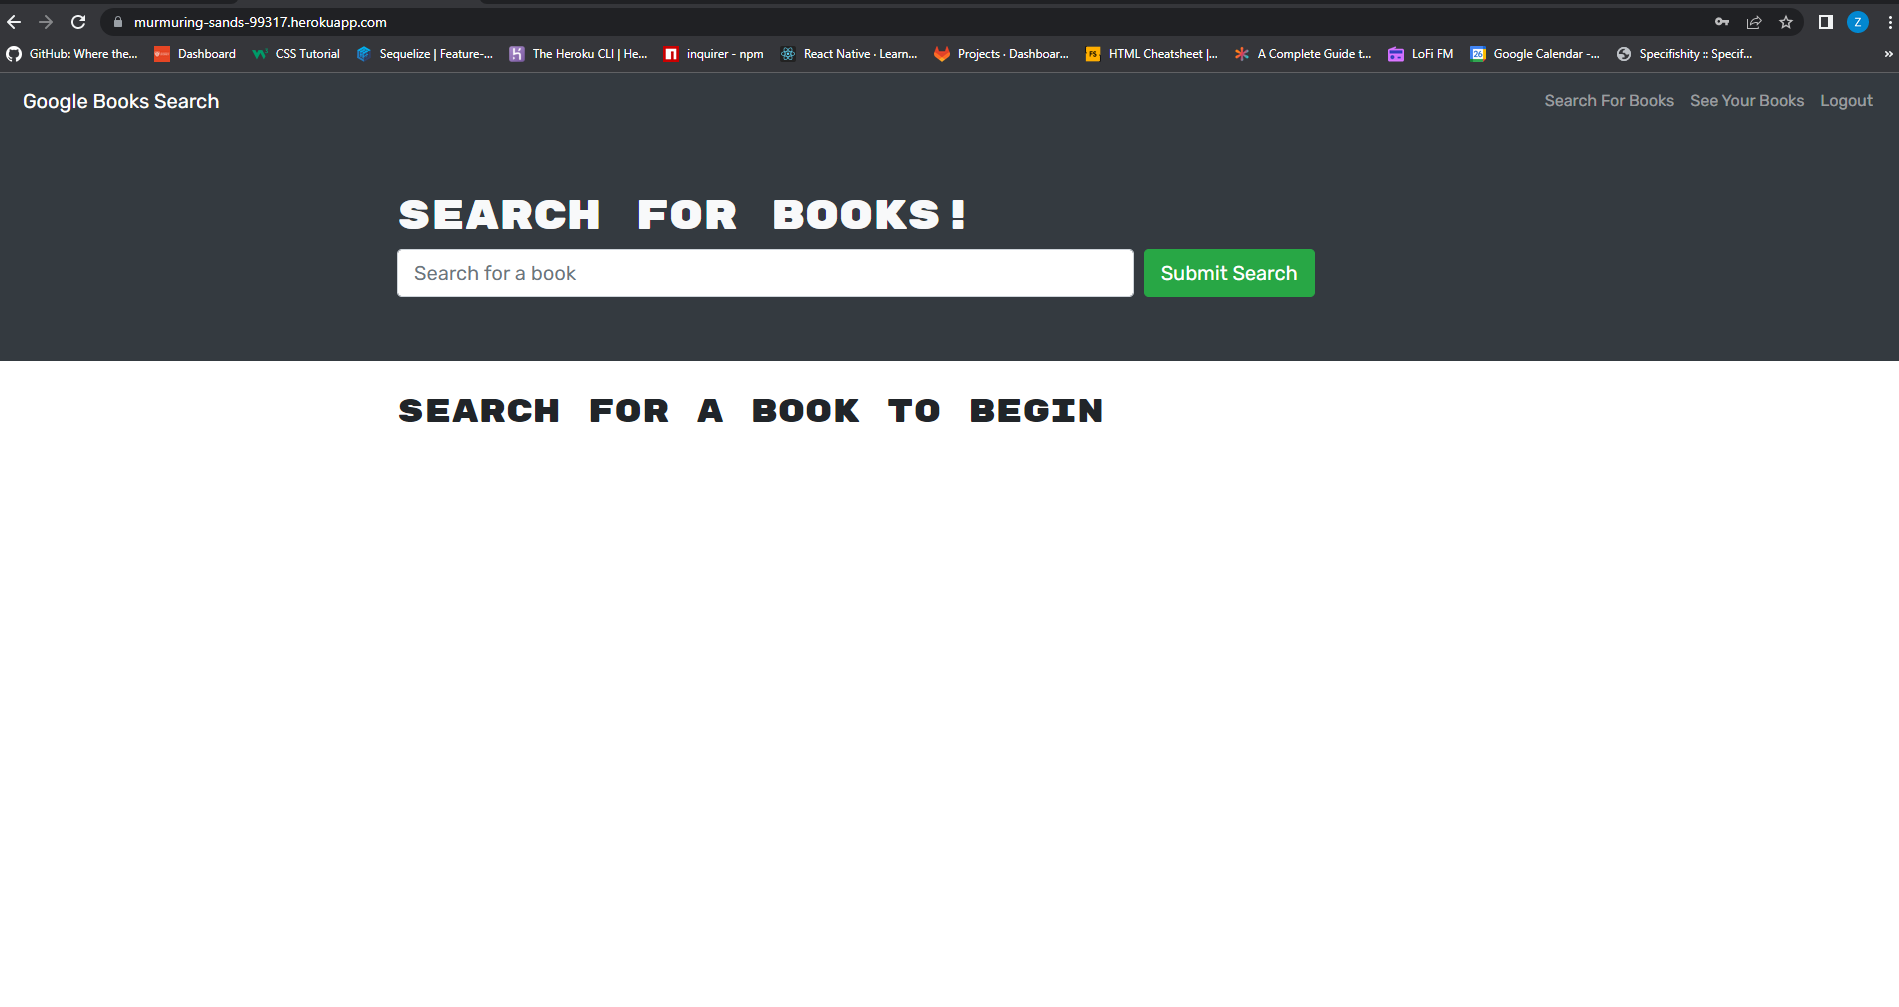 murmuring-sands-99317.herokuapp.com
Z
GitHub: Where the... Dashboard CSS Tutorial Sequelize | Feature-... The Heroku CLI | He... inquirer - npm React Native · Learn... Projects · Dashboar... FS HTML Cheatsheet |... A Complete Guide t... LoFi FM 26 Google Calendar -... Specifishity :: Specif... »
Google Books Search Search For Books See Your Books Logout
SEARCH FOR BOOKS!
Search for a book Submit Search
SEARCH FOR A BOOK TO BEGIN